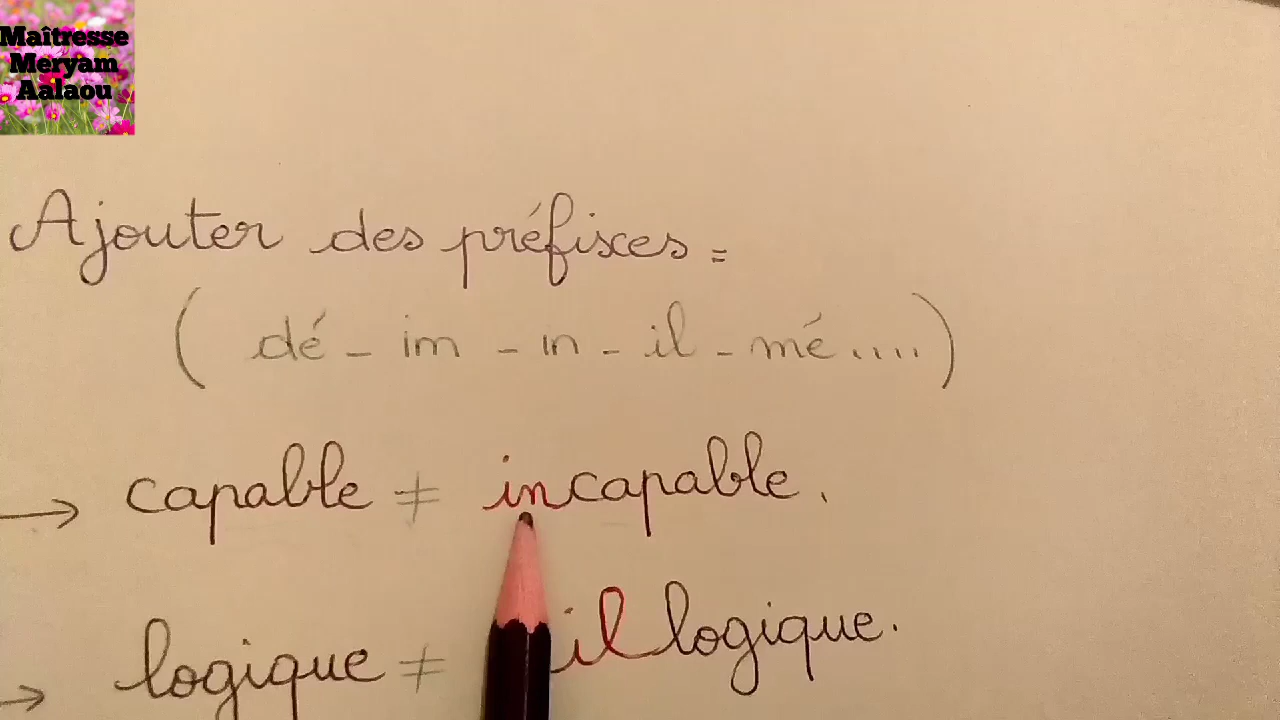 Maîtresse
Meryam
Aalaou
Ajouter des préfixes =
( dé - im - in - il - mé .... )
→ capable ≠ incapable.
→ logique ≠ illogique.